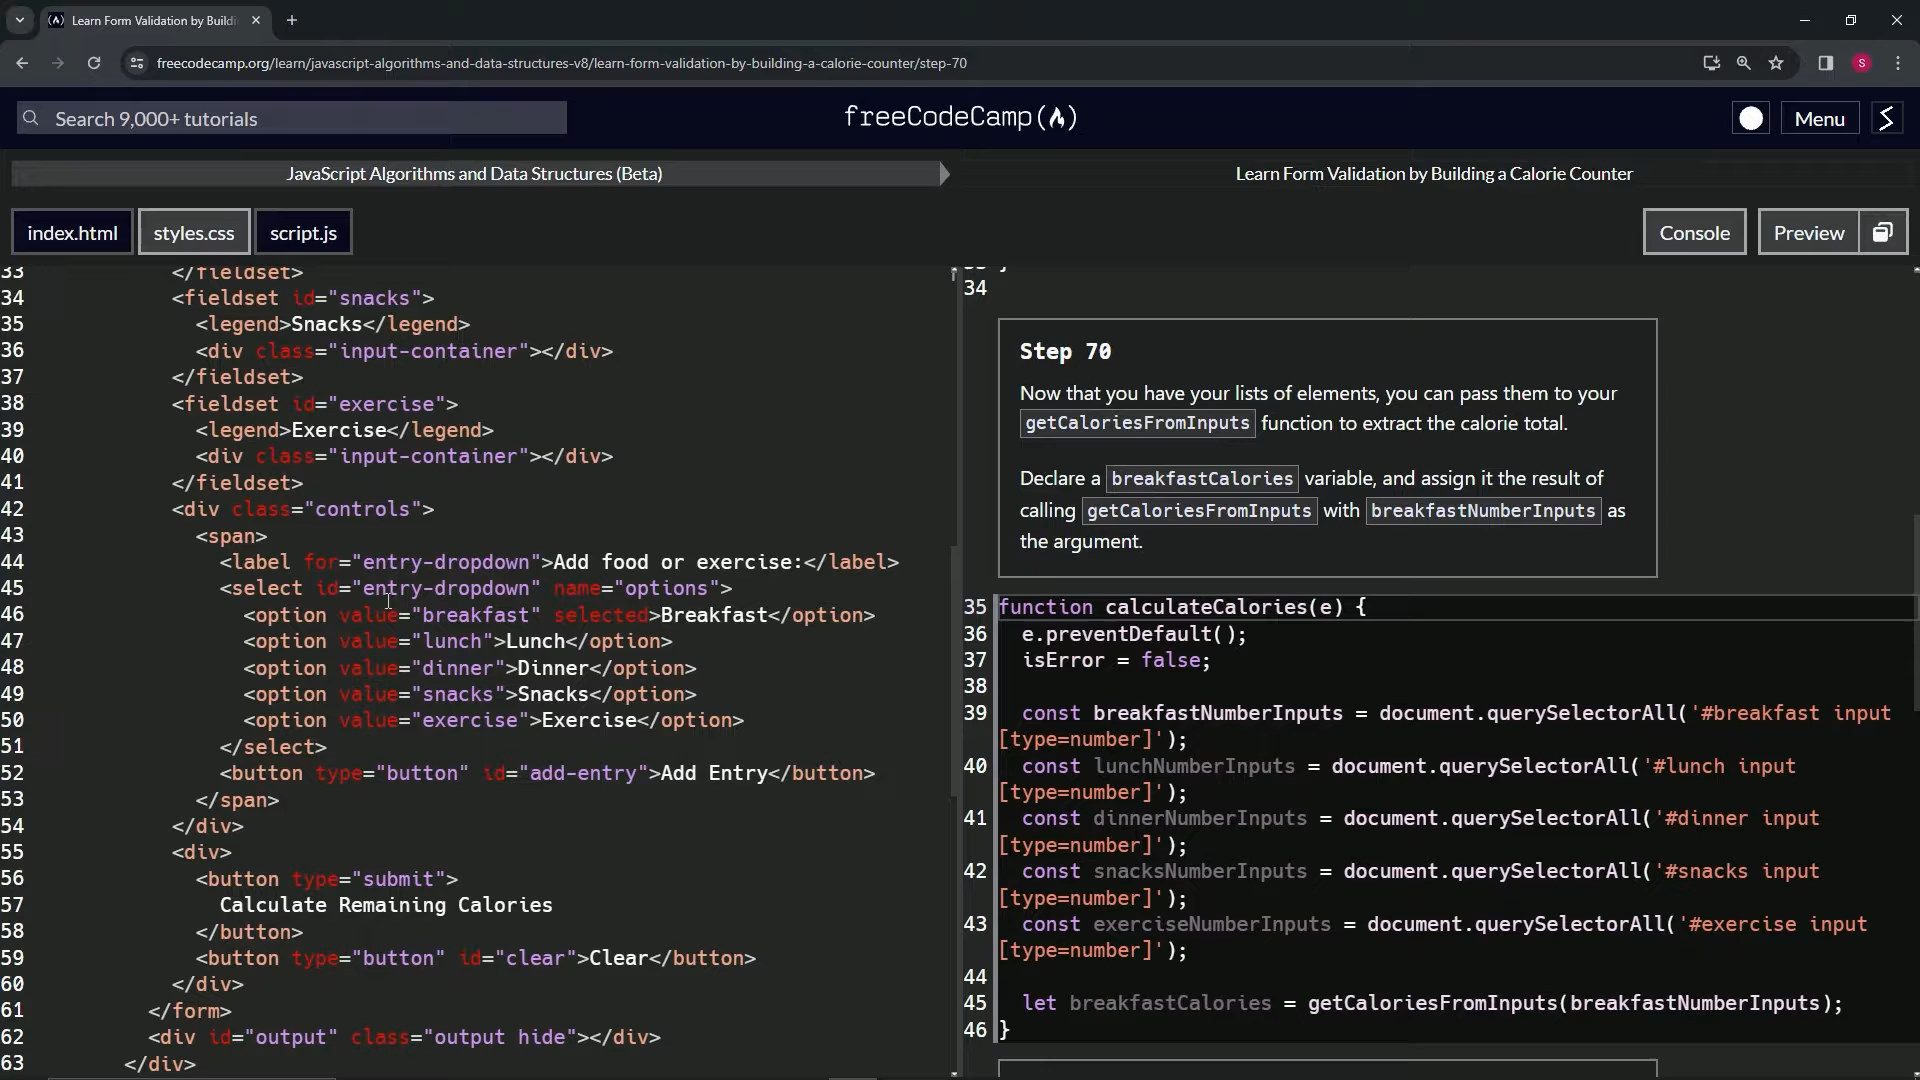 Learn Form Validation by Buildi
freecodecamp.org/learn/javascript-algorithms-and-data-structures-v8/learn-form-validation-by-building-a-calorie-counter/step-70
S
Search 9,000+ tutorials
freeCodeCamp
Menu
JavaScript Algorithms and Data Structures (Beta)
Learn Form Validation by Building a Calorie Counter
index.html
styles.css
script.js
Console
Preview
33 </fieldset>
34 <fieldset id="snacks">
35 <legend>Snacks</legend>
36 <div class="input-container"></div>
37 </fieldset>
38 <fieldset id="exercise">
39 <legend>Exercise</legend>
40 <div class="input-container"></div>
41 </fieldset>
42 <div class="controls">
43 <span>
44 <label for="entry-dropdown">Add food or exercise:</label>
45 <select id="entry-dropdown" name="options">
46 <option value="breakfast" selected>Breakfast</option>
47 <option value="lunch">Lunch</option>
48 <option value="dinner">Dinner</option>
49 <option value="snacks">Snacks</option>
50 <option value="exercise">Exercise</option>
51 </select>
52 <button type="button" id="add-entry">Add Entry</button>
53 </span>
54 </div>
55 <div>
56 <button type="submit">
57 Calculate Remaining Calories
58 </button>
59 <button type="button" id="clear">Clear</button>
60 </div>
61 </form>
62 <div id="output" class="output hide"></div>
63 </div>
34
Step 70
Now that you have your lists of elements, you can pass them to your
getCaloriesFromInputs function to extract the calorie total.
Declare a breakfastCalories variable, and assign it the result of
calling getCaloriesFromInputs with breakfastNumberInputs as
the argument.
35 function calculateCalories(e) {
36 e.preventDefault();
37 isError = false;
38
39 const breakfastNumberInputs = document.querySelectorAll('#breakfast input
[type=number]');
40 const lunchNumberInputs = document.querySelectorAll('#lunch input
[type=number]');
41 const dinnerNumberInputs = document.querySelectorAll('#dinner input
[type=number]');
42 const snacksNumberInputs = document.querySelectorAll('#snacks input
[type=number]');
43 const exerciseNumberInputs = document.querySelectorAll('#exercise input
[type=number]');
44
45 let breakfastCalories = getCaloriesFromInputs(breakfastNumberInputs);
46 }